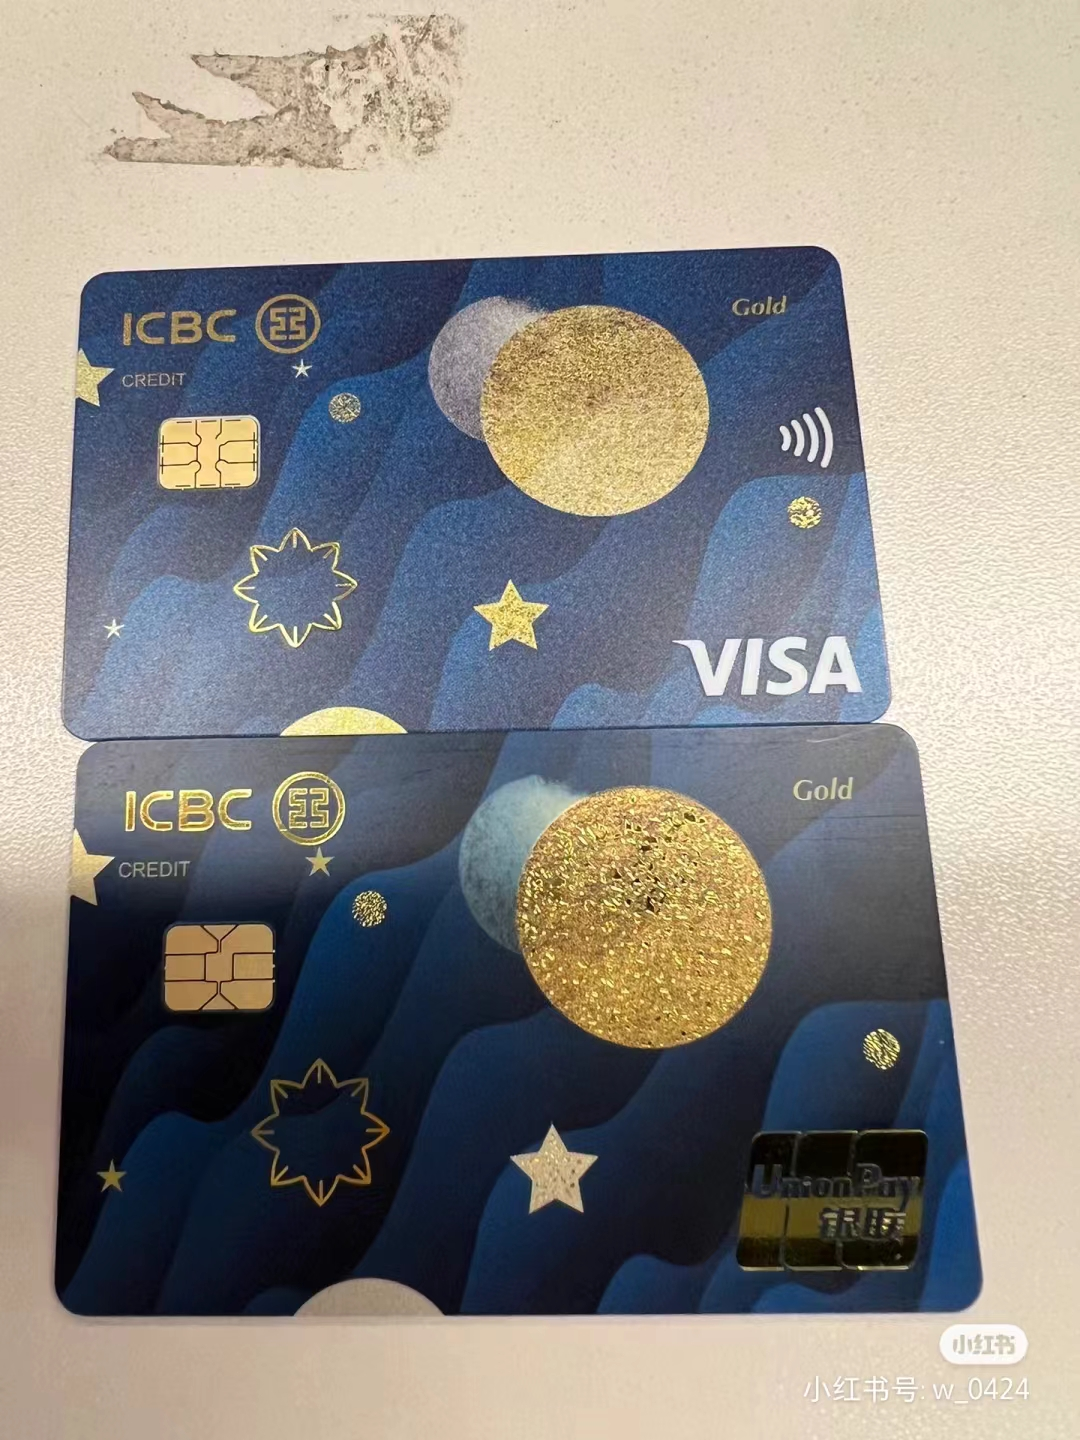 ICBC
Gold
CREDIT
VISA
ICBC
Gold
CREDIT
UnionPay
银联
小红书
小红书号: w_0424